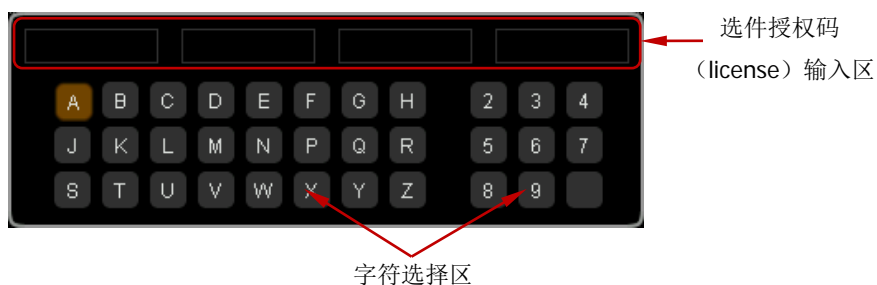 选件授权码
（license）输入区
A B C D E F G H 2 3 4
J K L M N P Q R 5 6 7
S T U V W X Y Z 8 9
字符选择区